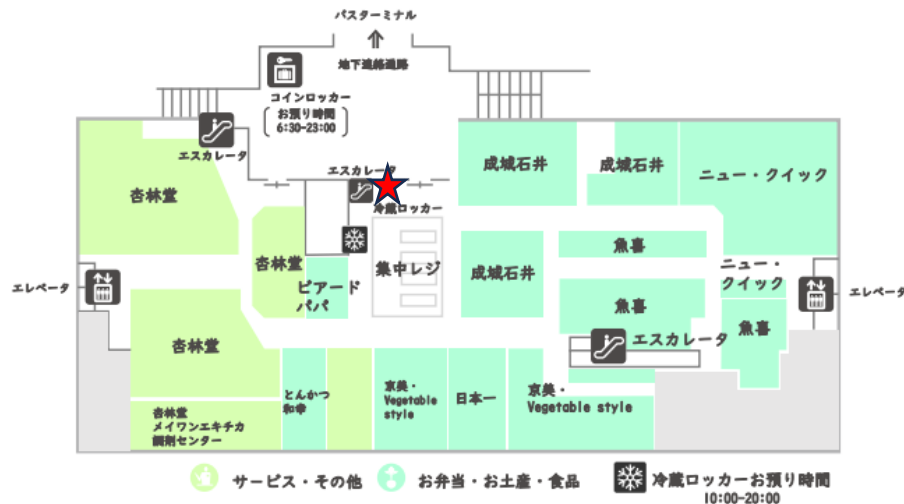 バスターミナル
地下連絡通路
コインロッカー
お預り時間
6:30-23:00
エスカレータ
エスカレータ
冷蔵ロッカー
成城石井
成城石井
ニュー・クイック
杏林堂
杏林堂
ビアード
パパ
集中レジ
成城石井
魚喜
ニュー・
クイック
エレベータ
エレベータ
魚喜
魚喜
エスカレータ
杏林堂
とんかつ
和幸
京美・
Vegetable
style
日本一
京美・
Vegetable style
杏林堂
メイワンエキチカ
調剤センター
サービス・その他
お弁当・お土産・食品
冷蔵ロッカーお預り時間
10:00-20:00